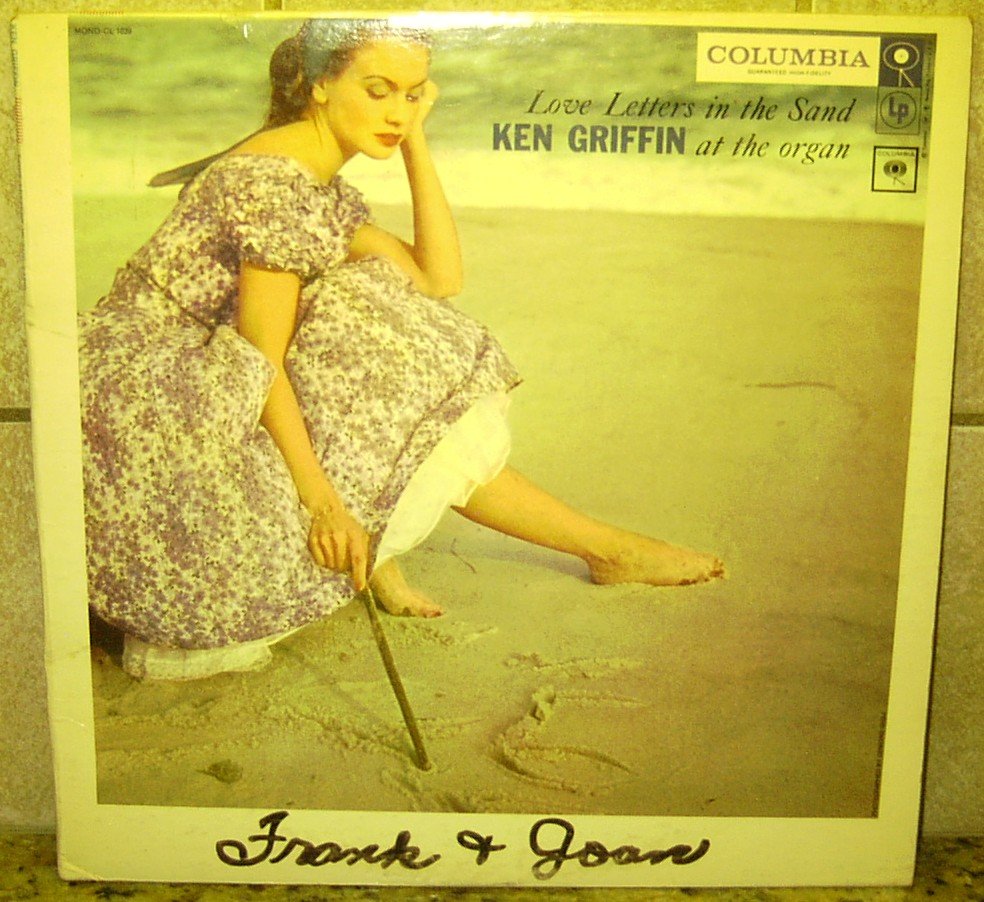 MONO-CL 1039
COLUMBIA
GUARANTEED HIGH-FIDELITY
Lp
Love Letters in the Sand
KEN GRIFFIN at the organ
COLUMBIA
Frank & Joan